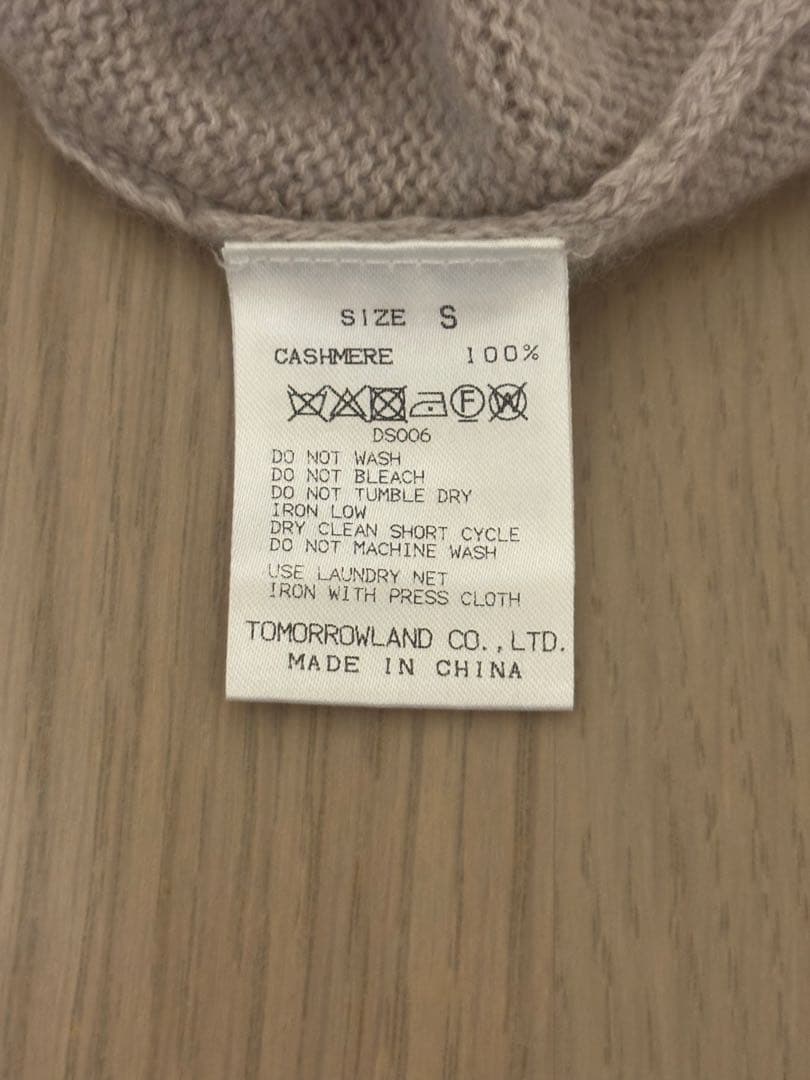 SIZE S
CASHMERE 100%
F W
DS006
DO NOT WASH
DO NOT BLEACH
DO NOT TUMBLE DRY
IRON LOW
DRY CLEAN SHORT CYCLE
DO NOT MACHINE WASH
USE LAUNDRY NET
IRON WITH PRESS CLOTH
TOMORROWLAND CO.,LTD.
MADE IN CHINA